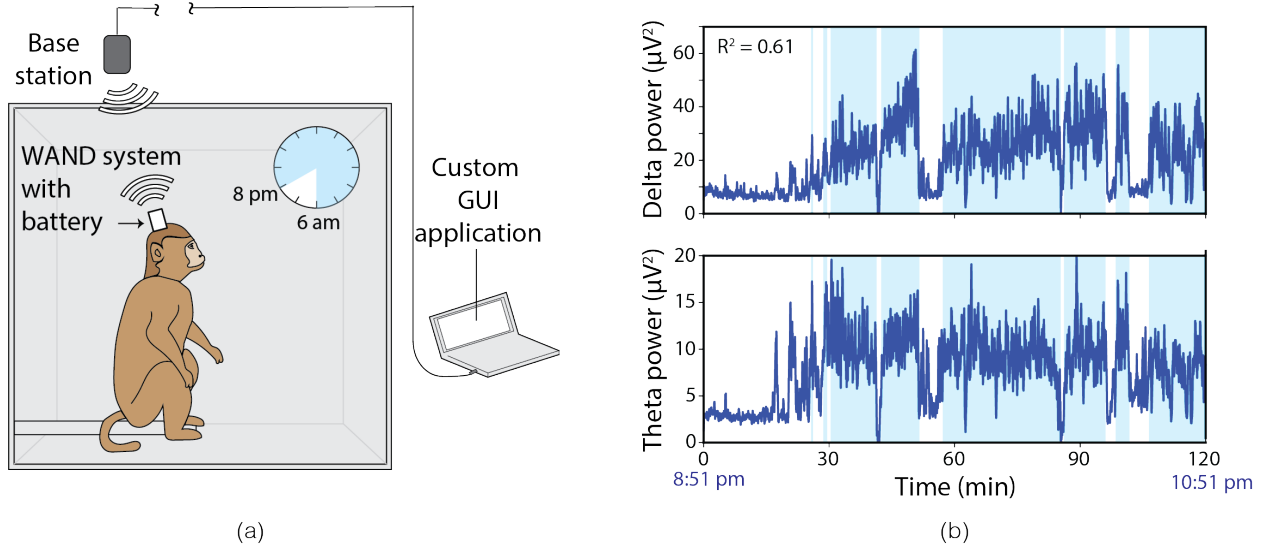 Base
station
WAND system
with
battery
8 pm
6 am
Custom
GUI
application
(a)
R² = 0.61
Delta power (µV²)
60
40
20
0
Theta power (µV²)
20
15
10
5
0
0
30
60
90
120
8:51 pm
Time (min)
10:51 pm
(b)